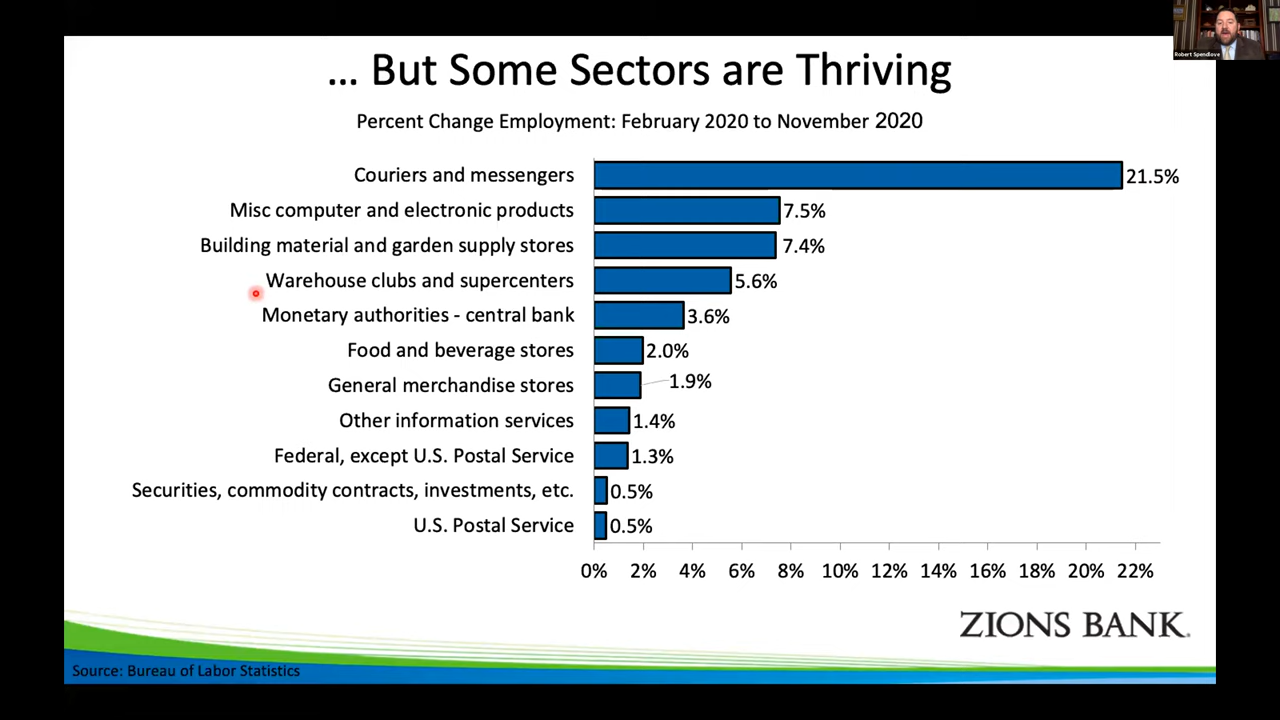 Robert Spendlove
... But Some Sectors are Thriving
Percent Change Employment: February 2020 to November 2020
Couriers and messengers 21.5%
Misc computer and electronic products 7.5%
Building material and garden supply stores 7.4%
Warehouse clubs and supercenters 5.6%
Monetary authorities - central bank 3.6%
Food and beverage stores 2.0%
General merchandise stores 1.9%
Other information services 1.4%
Federal, except U.S. Postal Service 1.3%
Securities, commodity contracts, investments, etc. 0.5%
U.S. Postal Service 0.5%
0% 2% 4% 6% 8% 10% 12% 14% 16% 18% 20% 22%
ZIONS BANK.
Source: Bureau of Labor Statistics